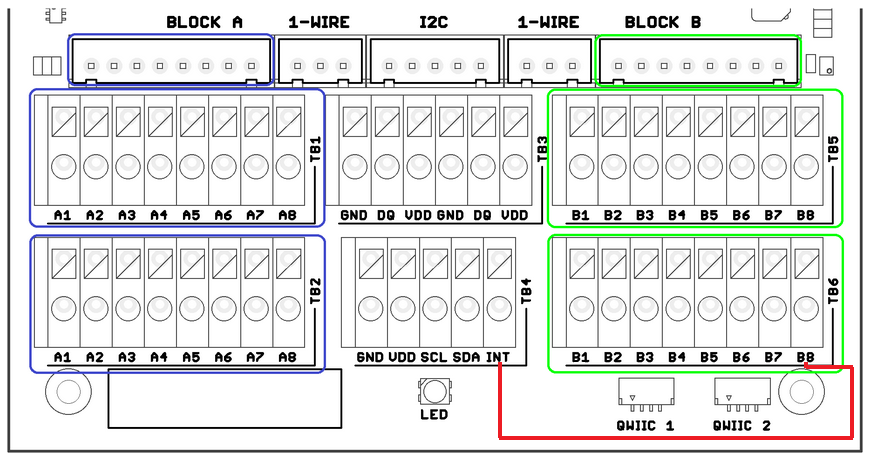 BLOCK A 1-WIRE I2C 1-WIRE BLOCK B
TB1 TB3 TB5
A1 A2 A3 A4 A5 A6 A7 A8 GND DQ VDD GND DQ VDD B1 B2 B3 B4 B5 B6 B7 B8
TB2 TB4 TB6
A1 A2 A3 A4 A5 A6 A7 A8 GND VDD SCL SDA INT B1 B2 B3 B4 B5 B6 B7 B8
LED
QWIIC 1 QWIIC 2